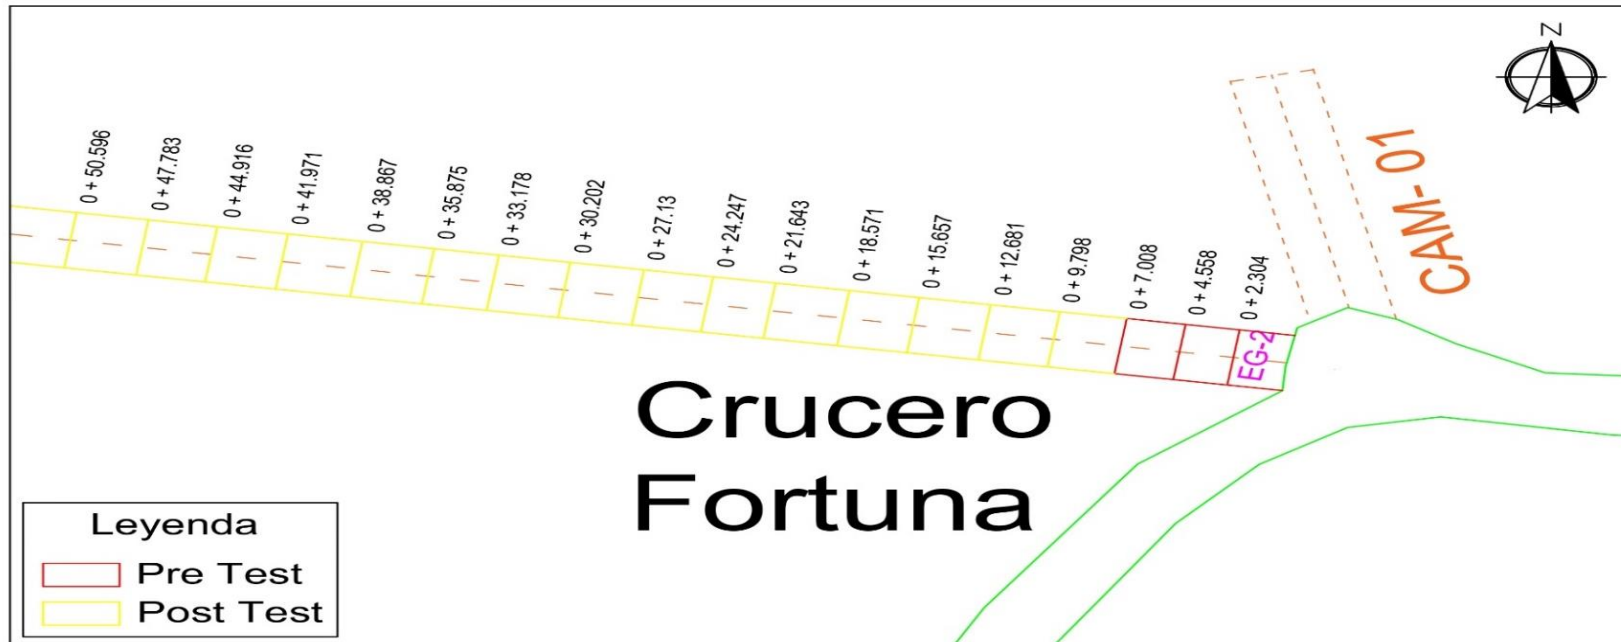 Z
CAM- 01
0 + 50.596
0 + 47.783
0 + 44.916
0 + 41.971
0 + 38.867
0 + 35.875
0 + 33.178
0 + 30.202
0 + 27.13
0 + 24.247
0 + 21.643
0 + 18.571
0 + 15.657
0 + 12.681
0 + 9.798
0 + 7.008
0 + 4.558
0 + 2.304
EG-2
Crucero
Fortuna
Leyenda
Pre Test
Post Test